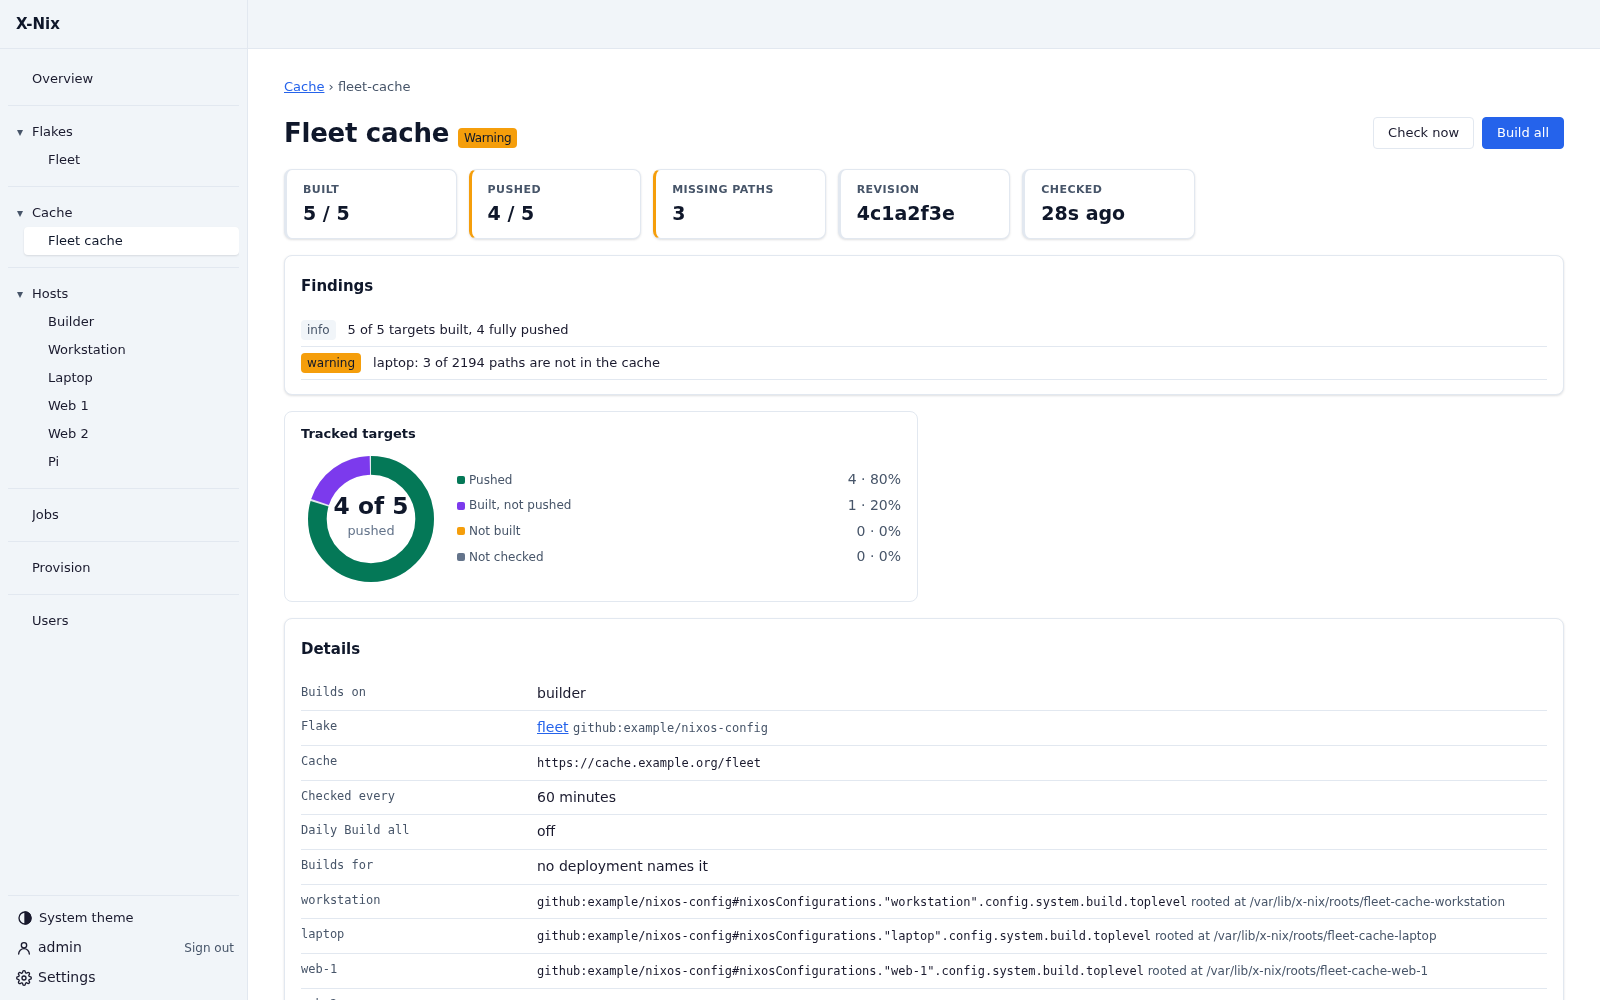 X-Nix
Overview
▾ Flakes
Fleet
▾ Cache
Fleet cache
▾ Hosts
Builder
Workstation
Laptop
Web 1
Web 2
Pi
Jobs
Provision
Users
System theme
admin Sign out
Settings
Cache › fleet-cache
Fleet cache Warning
Check now Build all
BUILT
5 / 5
PUSHED
4 / 5
MISSING PATHS
3
REVISION
4c1a2f3e
CHECKED
28s ago
Findings
info 5 of 5 targets built, 4 fully pushed
warning laptop: 3 of 2194 paths are not in the cache
Tracked targets
4 of 5
pushed
Pushed 4 · 80%
Built, not pushed 1 · 20%
Not built 0 · 0%
Not checked 0 · 0%
Details
Builds on builder
Flake fleet github:example/nixos-config
Cache https://cache.example.org/fleet
Checked every 60 minutes
Daily Build all off
Builds for no deployment names it
workstation github:example/nixos-config#nixosConfigurations."workstation".config.system.build.toplevel rooted at /var/lib/x-nix/roots/fleet-cache-workstation
laptop github:example/nixos-config#nixosConfigurations."laptop".config.system.build.toplevel rooted at /var/lib/x-nix/roots/fleet-cache-laptop
web-1 github:example/nixos-config#nixosConfigurations."web-1".config.system.build.toplevel rooted at /var/lib/x-nix/roots/fleet-cache-web-1